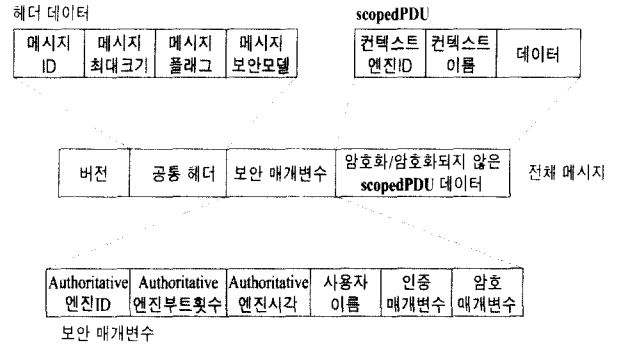 헤더 데이터
scopedPDU
메시지 메시지 메시지 메시지
ID 최대크기 플래그 보안모델
컨텍스트 컨텍스트 데이터
엔진ID 이름
버전 공통 헤더 보안 매개변수 암호화/암호화되지 않은
scopedPDU 데이터
전체 메시지
Authoritative Authoritative Authoritative 사용자 인증 암호
엔진ID 엔진부트횟수 엔진시각 이름 매개변수 매개변수
보안 매개변수